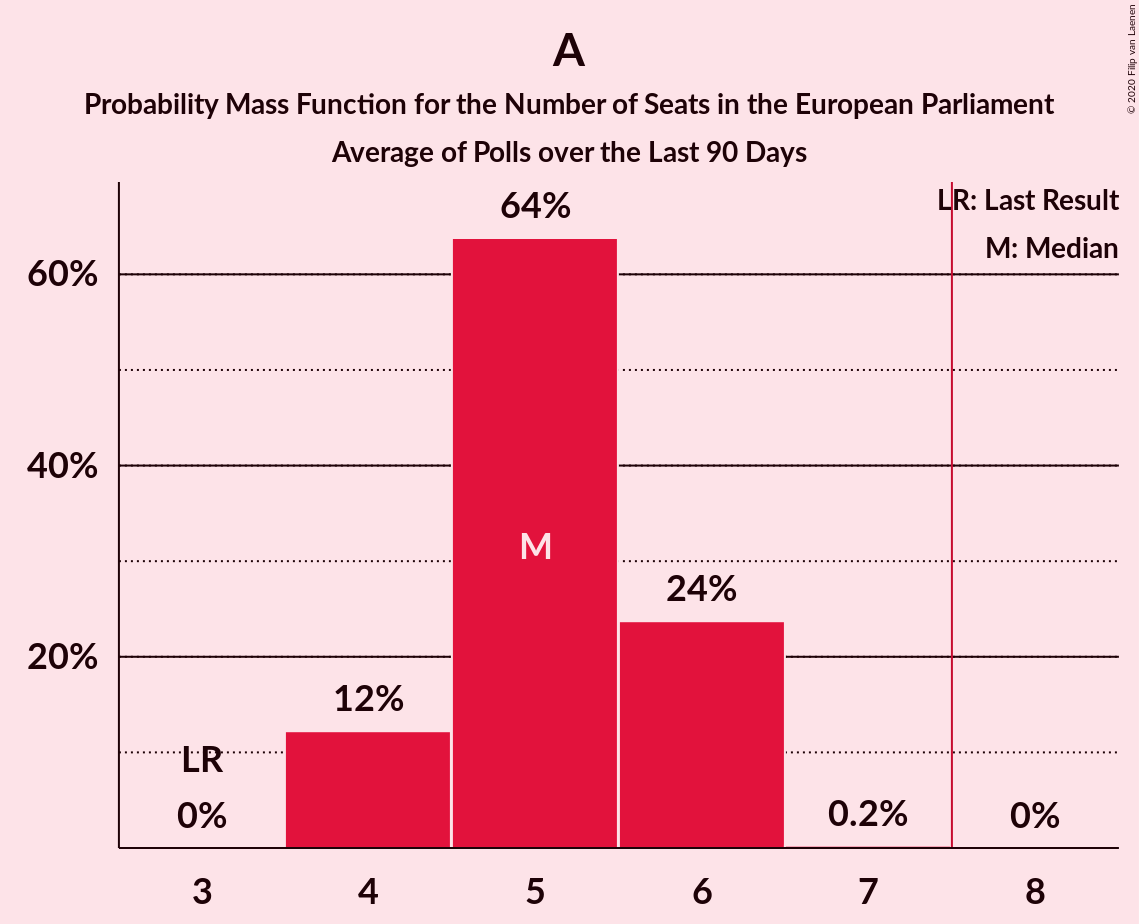 A
Probability Mass Function for the Number of Seats in the European Parliament
Average of Polls over the Last 90 Days
© 2020 Filip van Laenen
LR: Last Result
M: Median
64%
60%
40%
M
24%
20%
12%
LR
0%
0.2%
0%
3 4 5 6 7 8